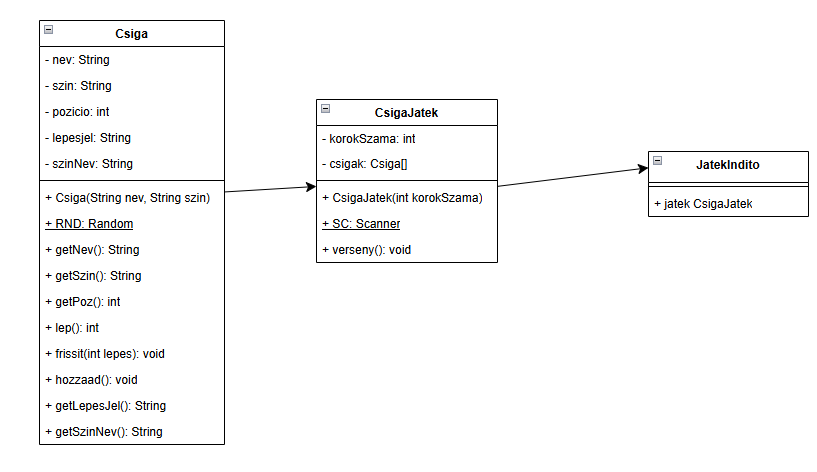 Csiga
- nev: String
- szin: String
- pozicio: int
- lepesjel: String
- szinNev: String
+ Csiga(String nev, String szin)
+ RND: Random
+ getNev(): String
+ getSzin(): String
+ getPoz(): int
+ lep(): int
+ frissit(int lepes): void
+ hozzaad(): void
+ getLepesJel(): String
+ getSzinNev(): String
CsigaJatek
- korokSzama: int
- csigak: Csiga[]
+ CsigaJatek(int korokSzama)
+ SC: Scanner
+ verseny(): void
JatekIndito
+ jatek CsigaJatek